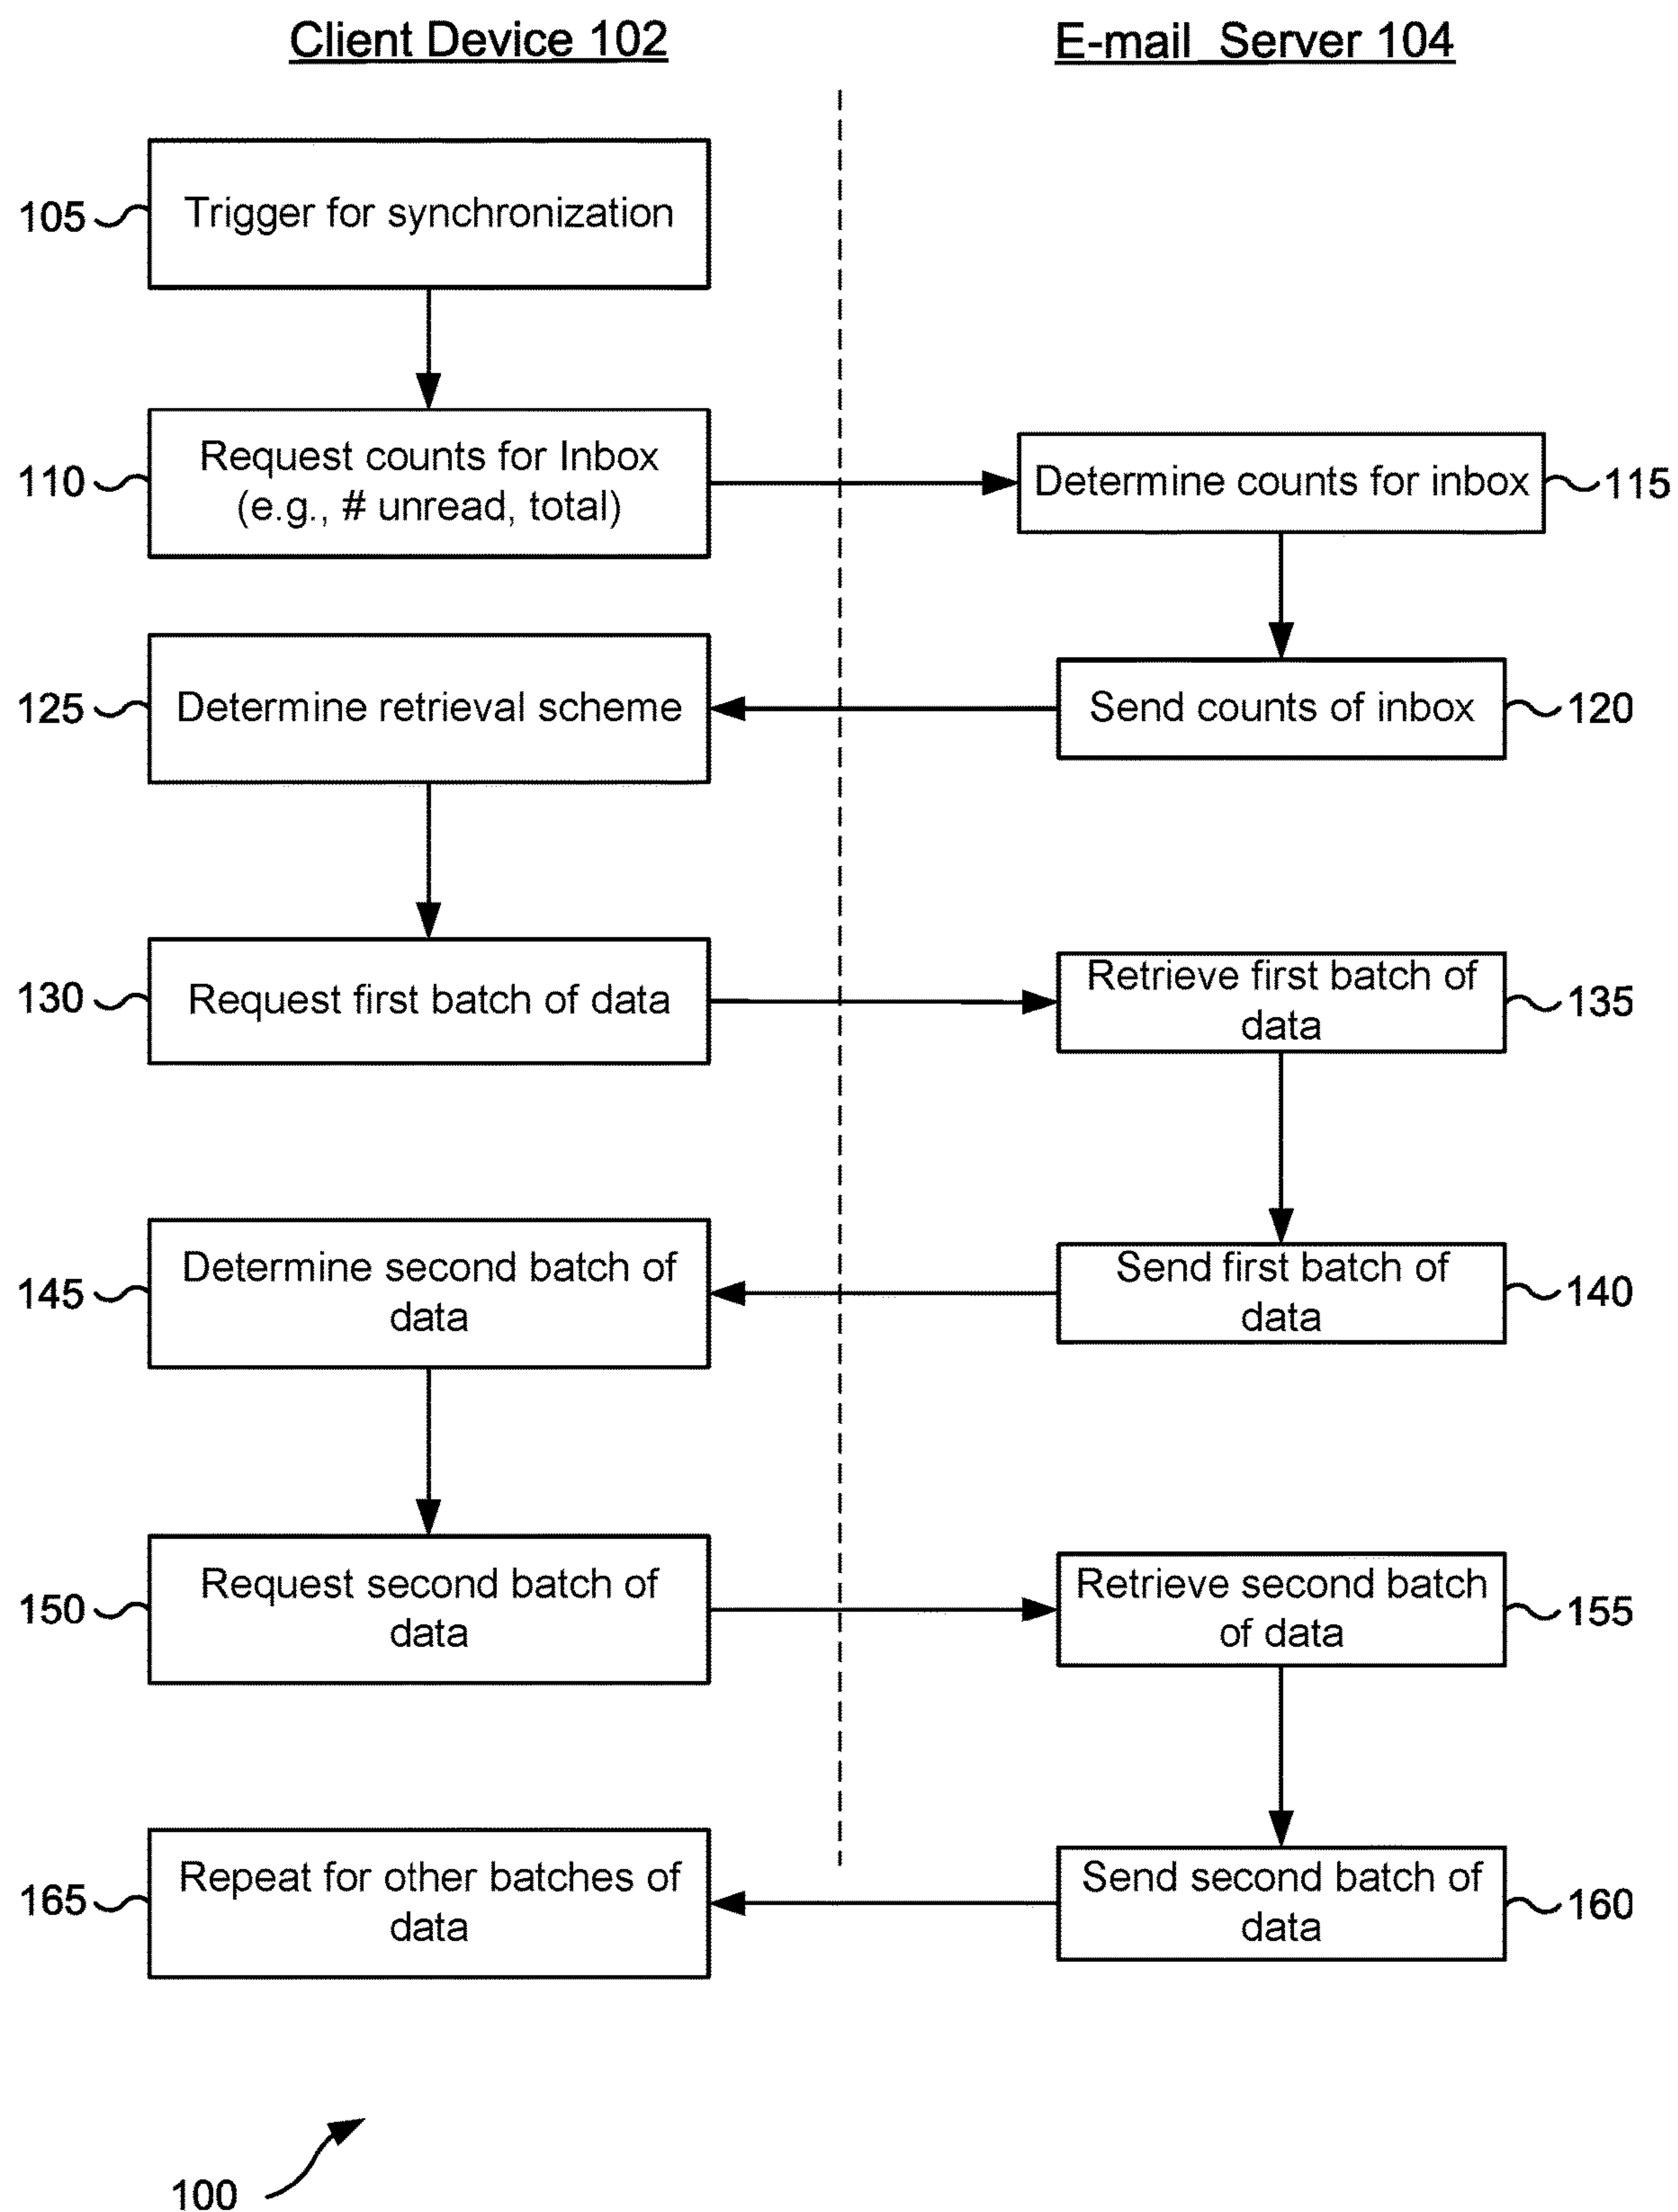 Client Device 102
E-mail Server 104
105
Trigger for synchronization
110
Request counts for Inbox
(e.g., # unread, total)
Determine counts for inbox
115
125
Determine retrieval scheme
Send counts of inbox
120
130
Request first batch of data
Retrieve first batch of
data
135
145
Determine second batch of
data
Send first batch of
data
140
150
Request second batch of
data
Retrieve second batch
of data
155
165
Repeat for other batches of
data
Send second batch of
data
160
100